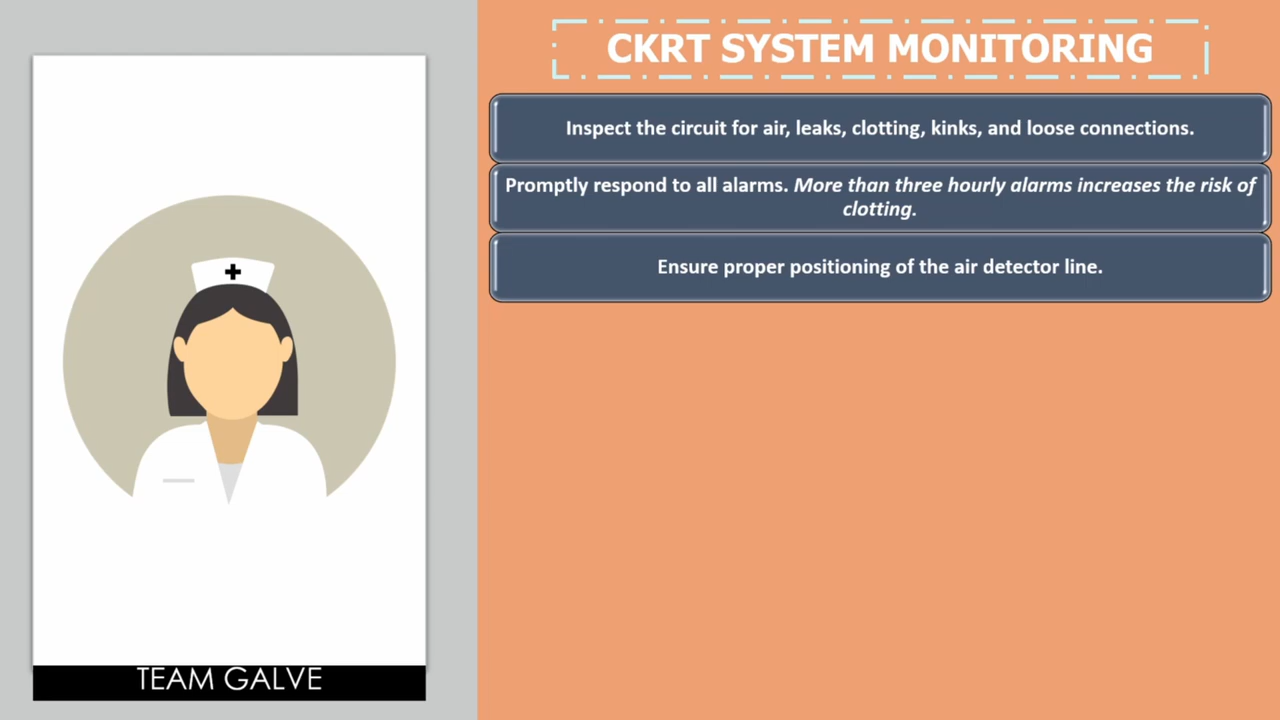 CKRT SYSTEM MONITORING
Inspect the circuit for air, leaks, clotting, kinks, and loose connections.
Promptly respond to all alarms. More than three hourly alarms increases the risk of
clotting.
Ensure proper positioning of the air detector line.
TEAM GALVE